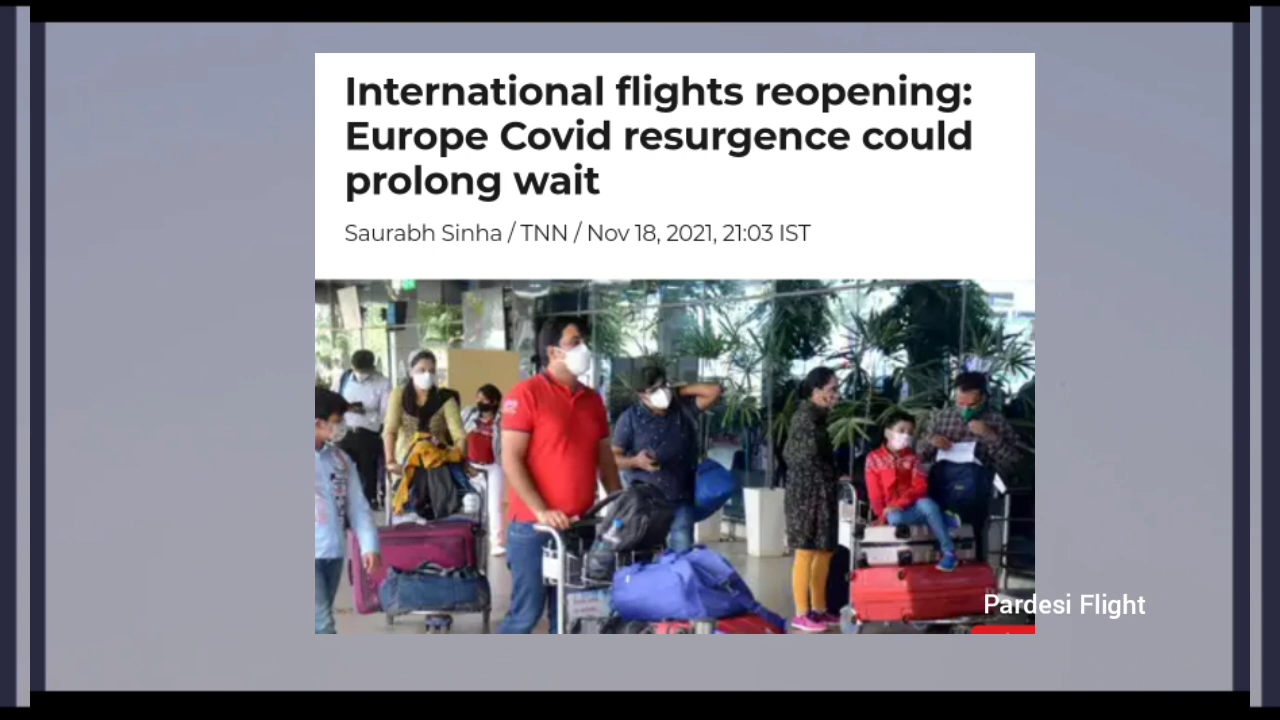 International flights reopening:
Europe Covid resurgence could
prolong wait
Saurabh Sinha / TNN / Nov 18, 2021, 21:03 IST
Pardesi Flight